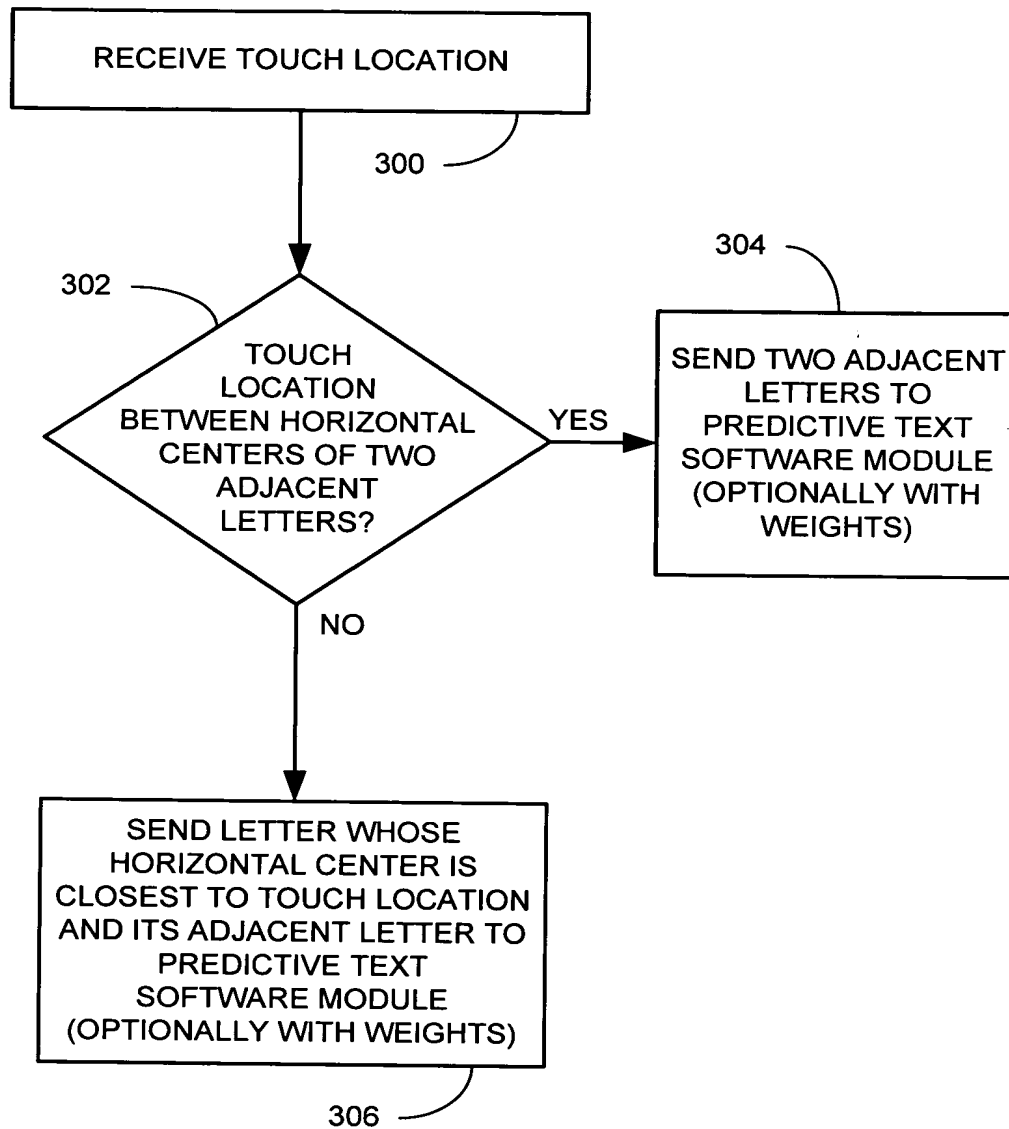 RECEIVE TOUCH LOCATION
300
302
TOUCH
LOCATION
BETWEEN HORIZONTAL
CENTERS OF TWO
ADJACENT
LETTERS?
YES
304
SEND TWO ADJACENT
LETTERS TO
PREDICTIVE TEXT
SOFTWARE MODULE
(OPTIONALLY WITH
WEIGHTS)
NO
SEND LETTER WHOSE
HORIZONTAL CENTER IS
CLOSEST TO TOUCH LOCATION
AND ITS ADJACENT LETTER TO
PREDICTIVE TEXT
SOFTWARE MODULE
(OPTIONALLY WITH WEIGHTS)
306